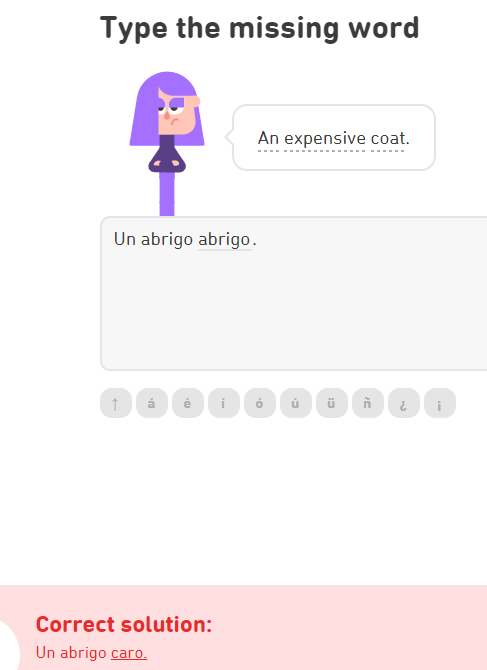 Type the missing word
An expensive coat.
Un abrigo abrigo.
↑ á é í ó ú ü ñ ¿ ¡
Correct solution:
Un abrigo caro.